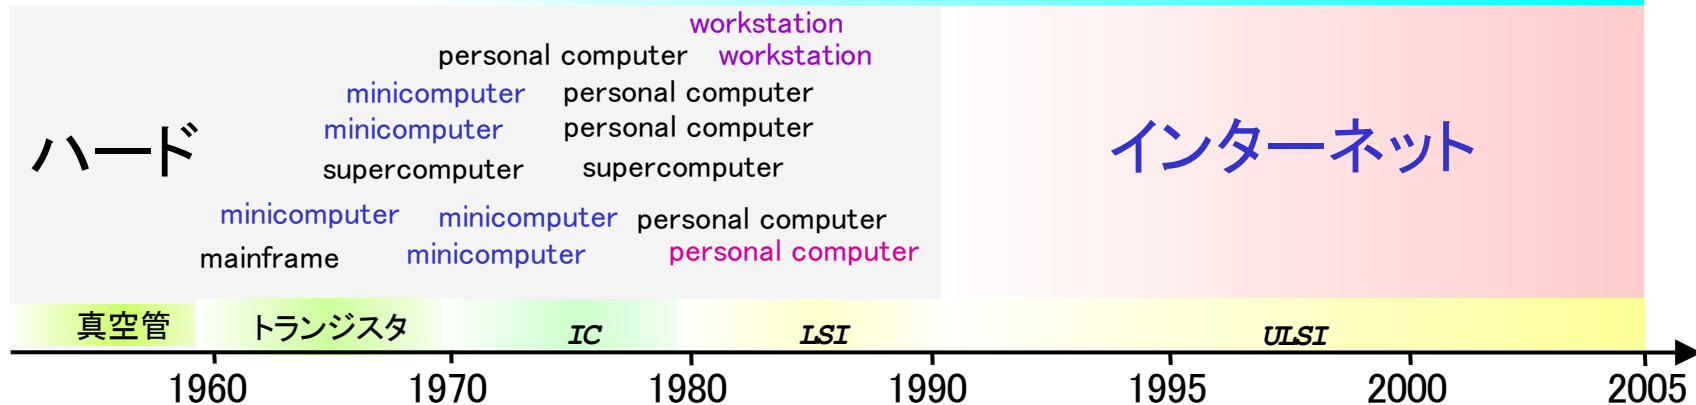 workstation
personal computer workstation
minicomputer personal computer
minicomputer personal computer
ハード
インターネット
supercomputer supercomputer
minicomputer minicomputer personal computer
mainframe minicomputer personal computer
真空管 トランジスタ IC LSI ULSI
1960 1970 1980 1990 1995 2000 2005